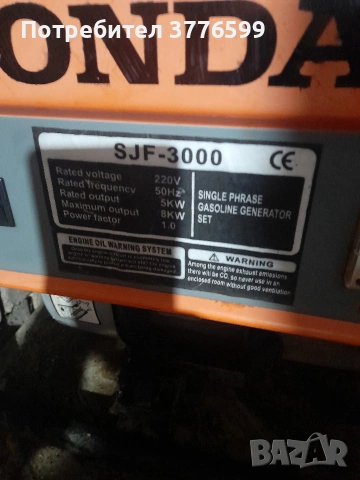 Потребител 3776599
ONDA
SJF-3000
CE
Rated voltage 220V
Rated frequency 50Hz
Rated output 5KW
Maximum output 8KW
Power factor 1.0
SINGLE PHRASE
GASOLINE GENERATOR
SET
ENGINE OIL WARNING SYSTEM
WARNING
Among the engine exhaust emissions
there will be CO, so never use in an
enclosed room without good ventilation
BAZAR